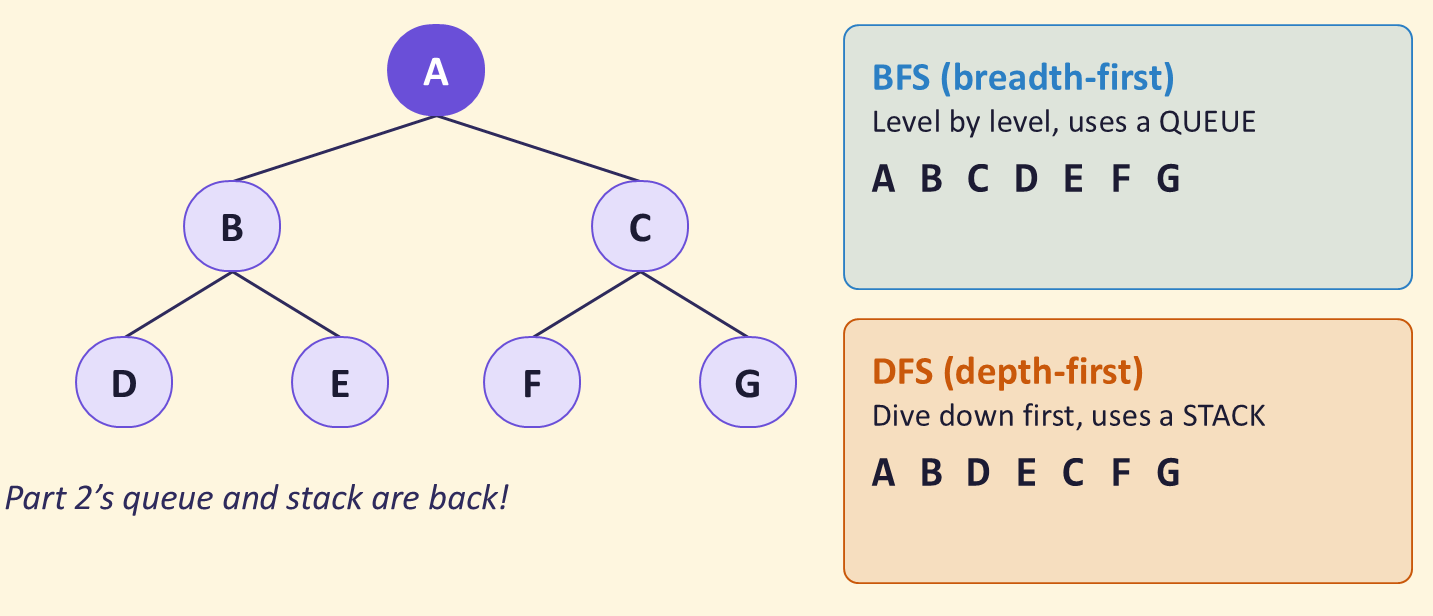 A
B
C
D
E
F
G
Part 2’s queue and stack are back!
BFS (breadth-first)
Level by level, uses a QUEUE
A B C D E F G
DFS (depth-first)
Dive down first, uses a STACK
A B D E C F G